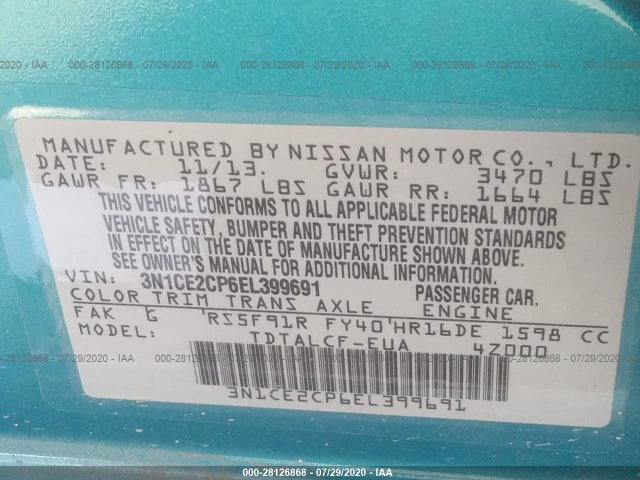 000-28126868 / 07/29/2020 - IAA
MANUFACTURED BY NISSAN MOTOR CO., LTD.
DATE: 11/13. GVWR: 3470 LBS
GAWR FR: 1867 LBS GAWR RR: 1664 LBS
THIS VEHICLE CONFORMS TO ALL APPLICABLE FEDERAL MOTOR
VEHICLE SAFETY, BUMPER AND THEFT PREVENTION STANDARDS
IN EFFECT ON THE DATE OF MANUFACTURE SHOWN ABOVE.
SEE OWNER'S MANUAL FOR ADDITIONAL INFORMATION.
VIN: 3N1CE2CP6EL399691 PASSENGER CAR.
COLOR TRIM TRANS AXLE ENGINE
FAK G RS5F91R FY40 HR16DE 1598 CC
MODEL: TDTALCF-EUA 4Z000
3N1CE2CP6EL399691
000-28126868 / 07/29/2020 - IAA